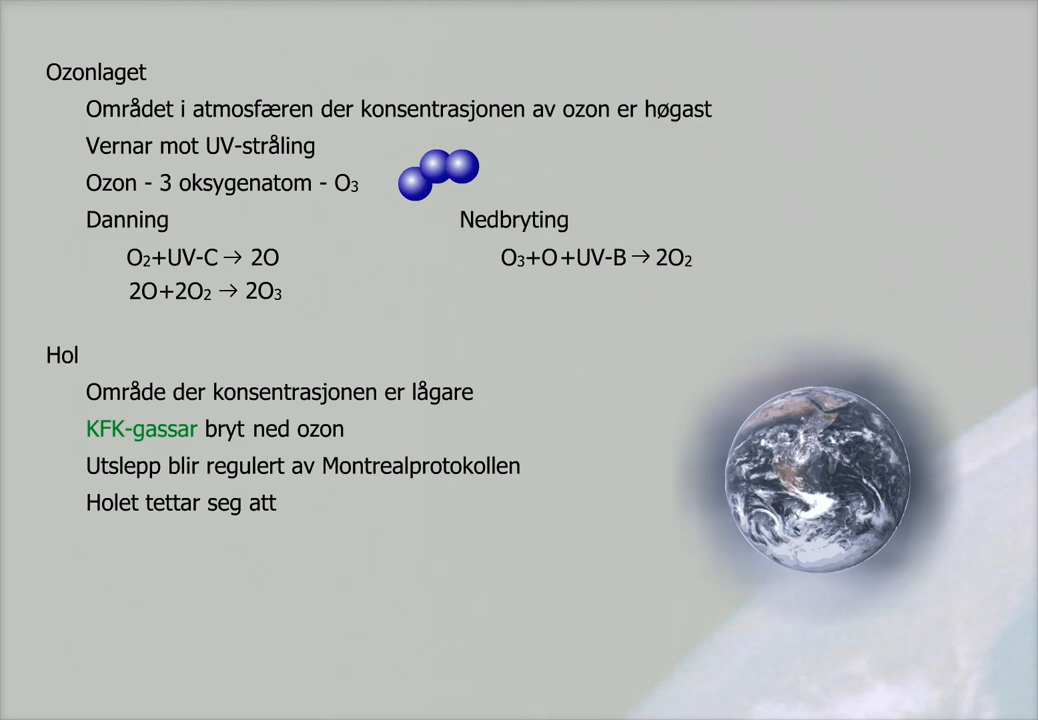 Ozonlaget
Området i atmosfæren der konsentrasjonen av ozon er høgast
Vernar mot UV-stråling
Ozon - 3 oksygenatom - O₃
Danning
Nedbryting
O₂+UV-C → 2O
O₃+O+UV-B → 2O₂
2O+2O₂ → 2O₃
Hol
Område der konsentrasjonen er lågare
KFK-gassar bryt ned ozon
Utslepp blir regulert av Montrealprotokollen
Holet tettar seg att